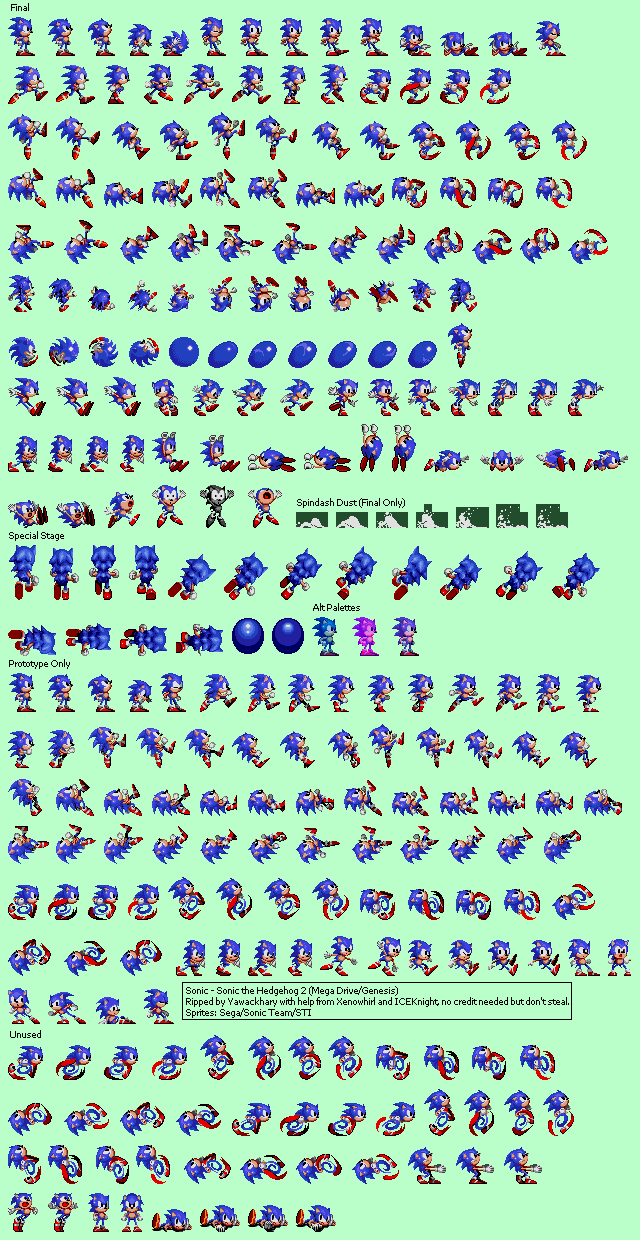 Final
Spindash Dust (Final Only)
Special Stage
Alt Palettes
Prototype Only
Sonic - Sonic the Hedgehog 2 (Mega Drive/Genesis)
Ripped by Yawackhary with help from Xenowhirl and ICEKnight, no credit needed but don't steal.
Sprites: Sega/Sonic Team/STI
Unused